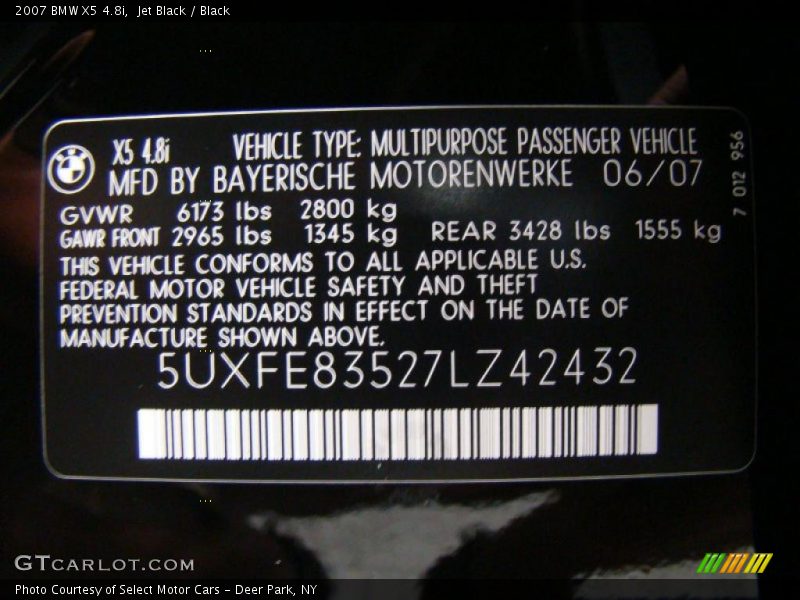 2007 BMW X5 4.8i, Jet Black / Black
X5 4.8i VEHICLE TYPE: MULTIPURPOSE PASSENGER VEHICLE
MFD BY BAYERISCHE MOTORENWERKE 06/07
GVWR 6173 lbs 2800 kg
GAWR FRONT 2965 lbs 1345 kg REAR 3428 lbs 1555 kg
7 012 956
THIS VEHICLE CONFORMS TO ALL APPLICABLE U.S.
FEDERAL MOTOR VEHICLE SAFETY AND THEFT
PREVENTION STANDARDS IN EFFECT ON THE DATE OF
MANUFACTURE SHOWN ABOVE.
5UXFE83527LZ42432
GTCARLOT.COM
Photo Courtesy of Select Motor Cars – Deer Park, NY